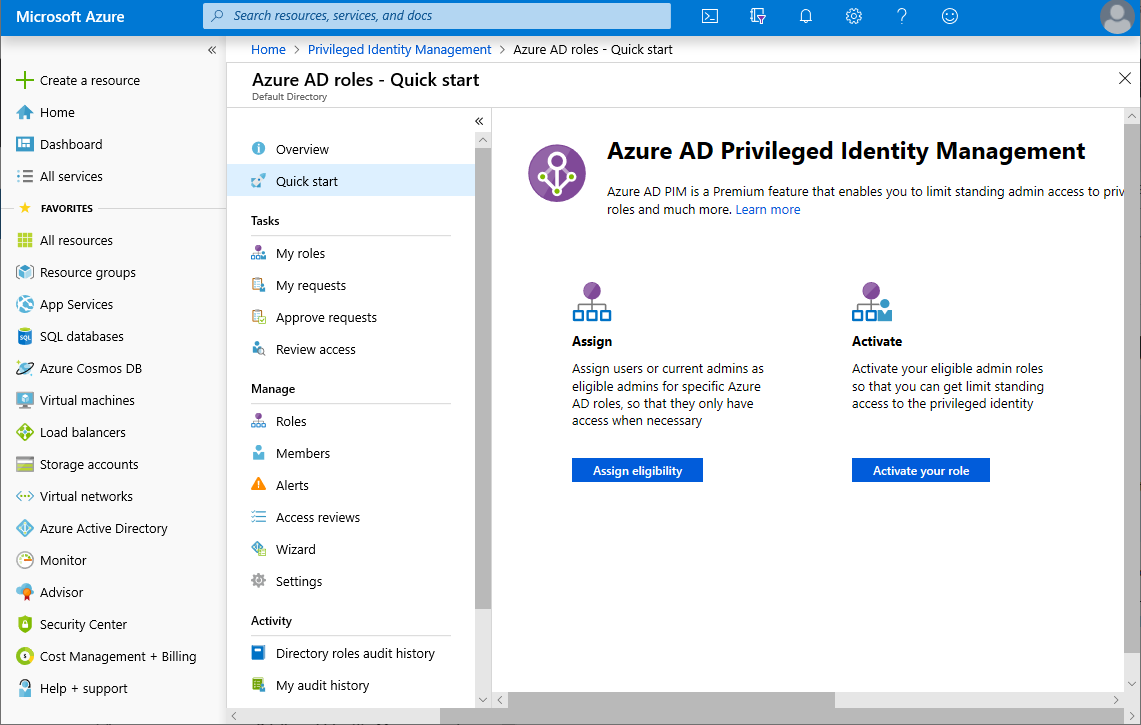 Microsoft Azure
Search resources, services, and docs
Home > Privileged Identity Management > Azure AD roles - Quick start
Azure AD roles - Quick start
Default Directory
Create a resource
Home
Dashboard
All services
FAVORITES
All resources
Resource groups
App Services
SQL databases
Azure Cosmos DB
Virtual machines
Load balancers
Storage accounts
Virtual networks
Azure Active Directory
Monitor
Advisor
Security Center
Cost Management + Billing
Help + support
Overview
Quick start
Tasks
My roles
My requests
Approve requests
Review access
Manage
Roles
Members
Alerts
Access reviews
Wizard
Settings
Activity
Directory roles audit history
My audit history
Azure AD Privileged Identity Management
Azure AD PIM is a Premium feature that enables you to limit standing admin access to priv
roles and much more. Learn more
Assign
Assign users or current admins as
eligible admins for specific Azure
AD roles, so that they only have
access when necessary
Assign eligibility
Activate
Activate your eligible admin roles
so that you can get limit standing
access to the privileged identity
Activate your role